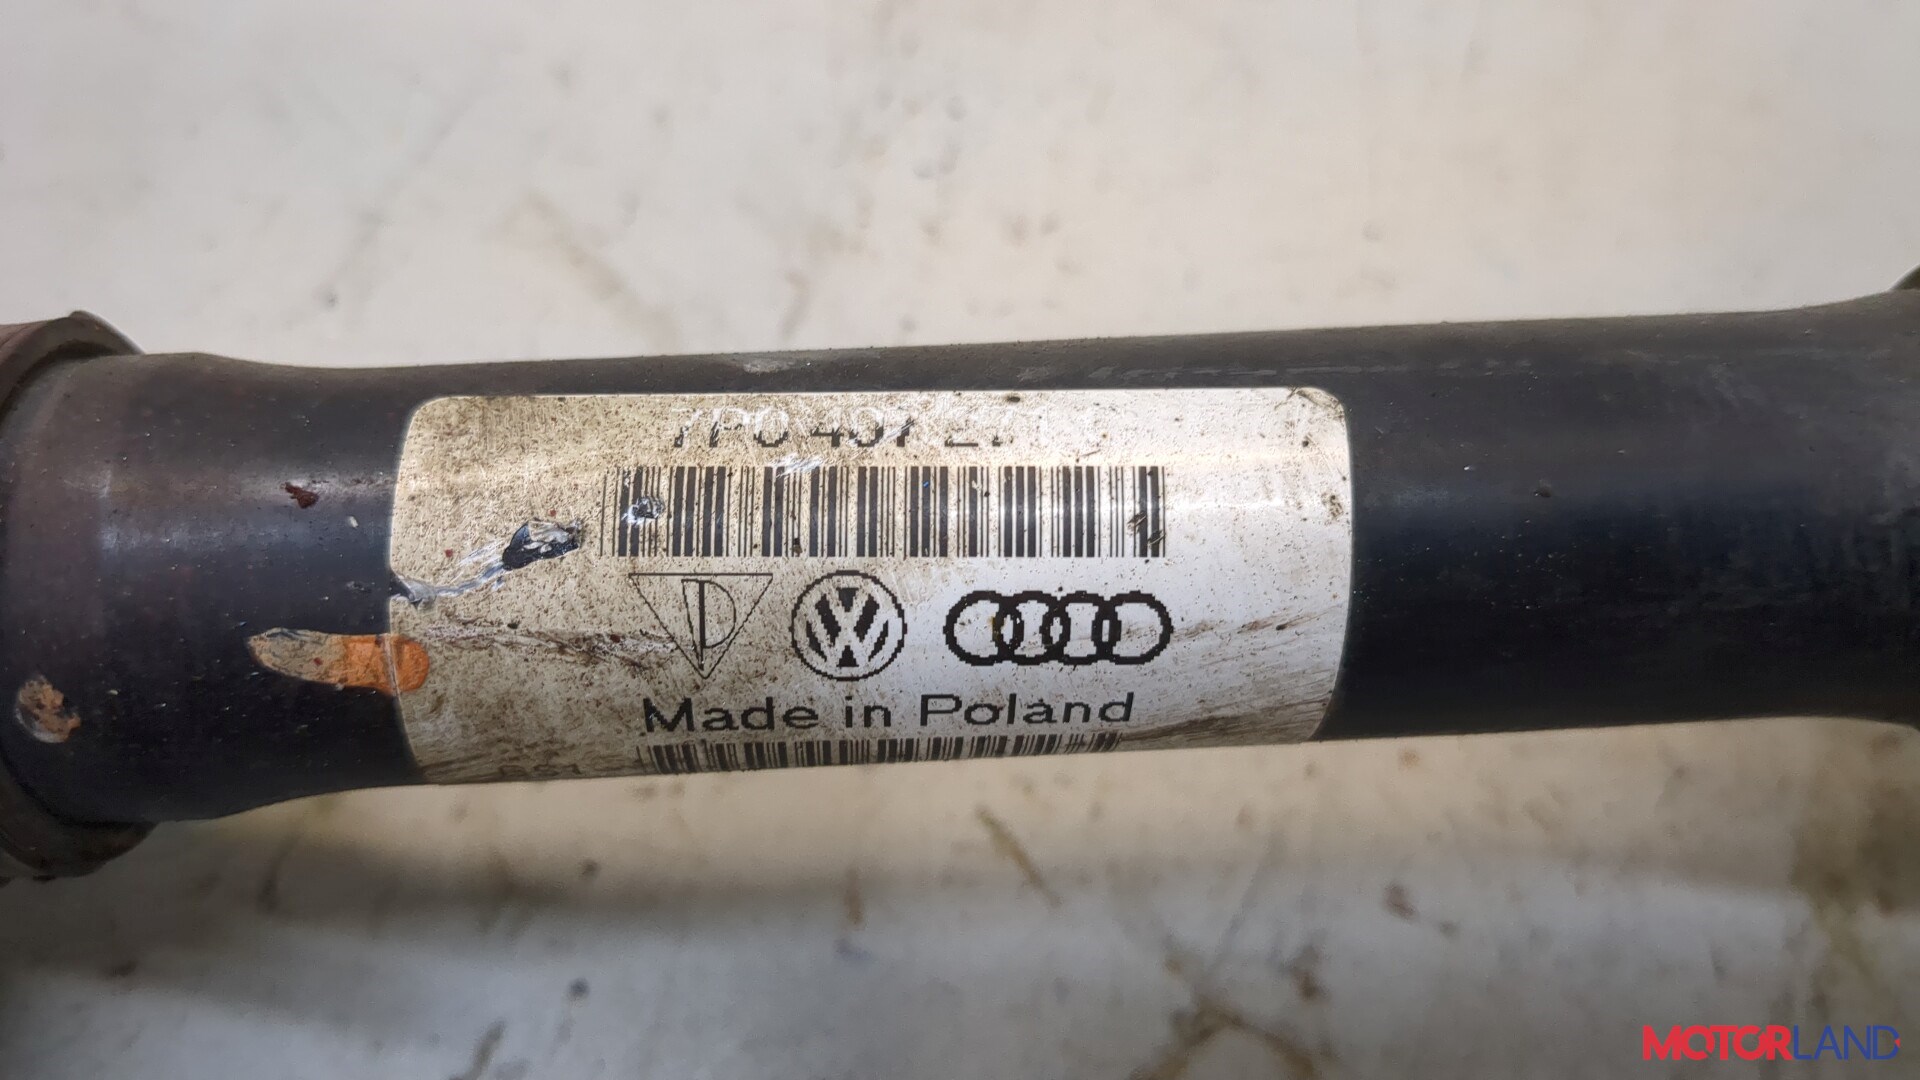 7P0 407 27
Made in Poland
MOTORLAND